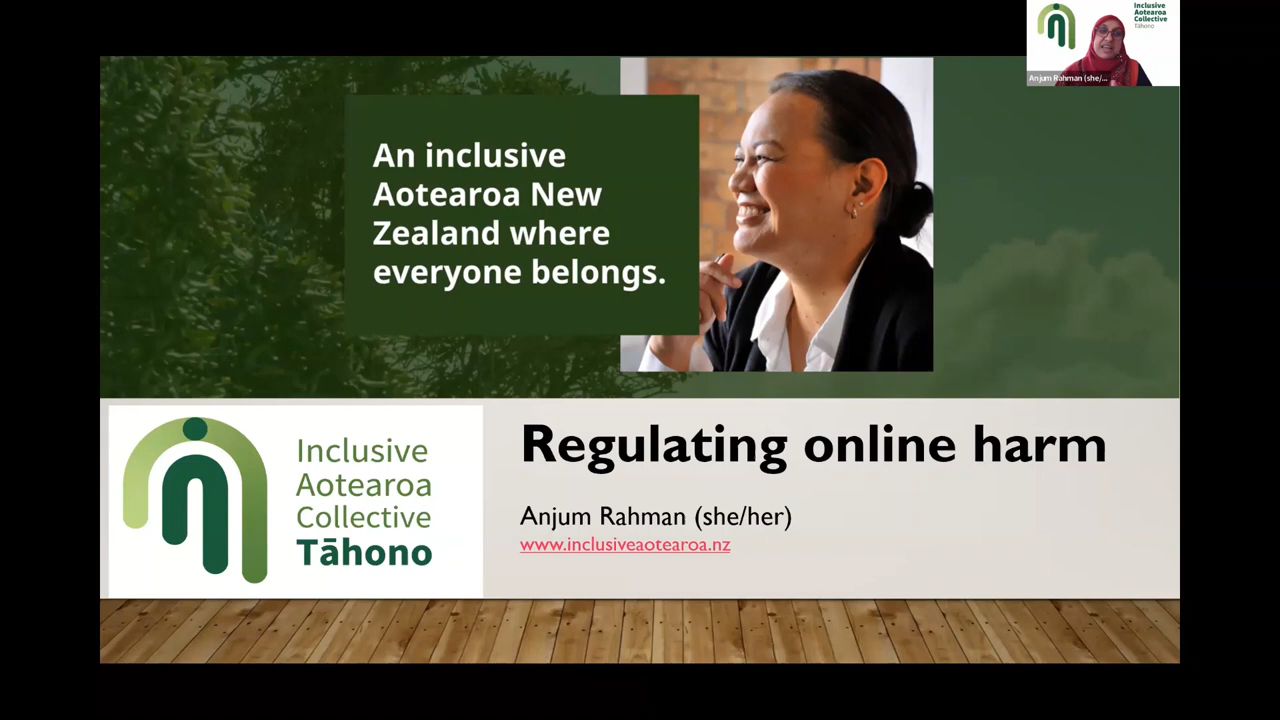 Inclusive
Aotearoa
Collective
Tāhono
Anjum Rahman (she/...
An inclusive
Aotearoa New
Zealand where
everyone belongs.
Inclusive
Aotearoa
Collective
Tāhono
Regulating online harm
Anjum Rahman (she/her)
www.inclusiveaotearoa.nz